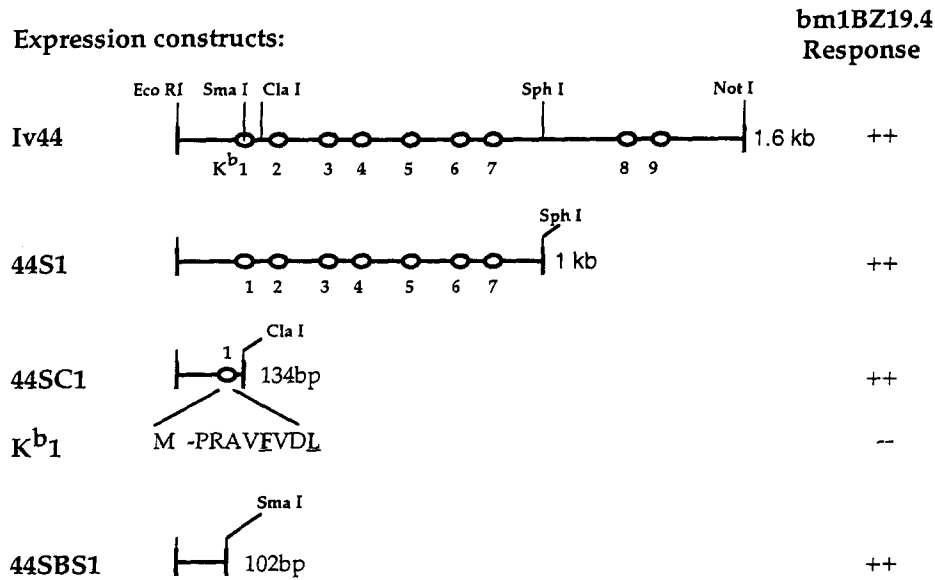 Expression constructs:
bm1BZ19.4
Response
Eco RI Sma I Cla I Sph I Not I
Iv44 1.6 kb ++
Kᵇ1 2 3 4 5 6 7 8 9
Sph I
44S1 1 kb ++
1 2 3 4 5 6 7
Cla I
1
44SC1 134bp ++
Kᵇ1 M -PRAVFVDL --
Sma I
44SBS1 102bp ++